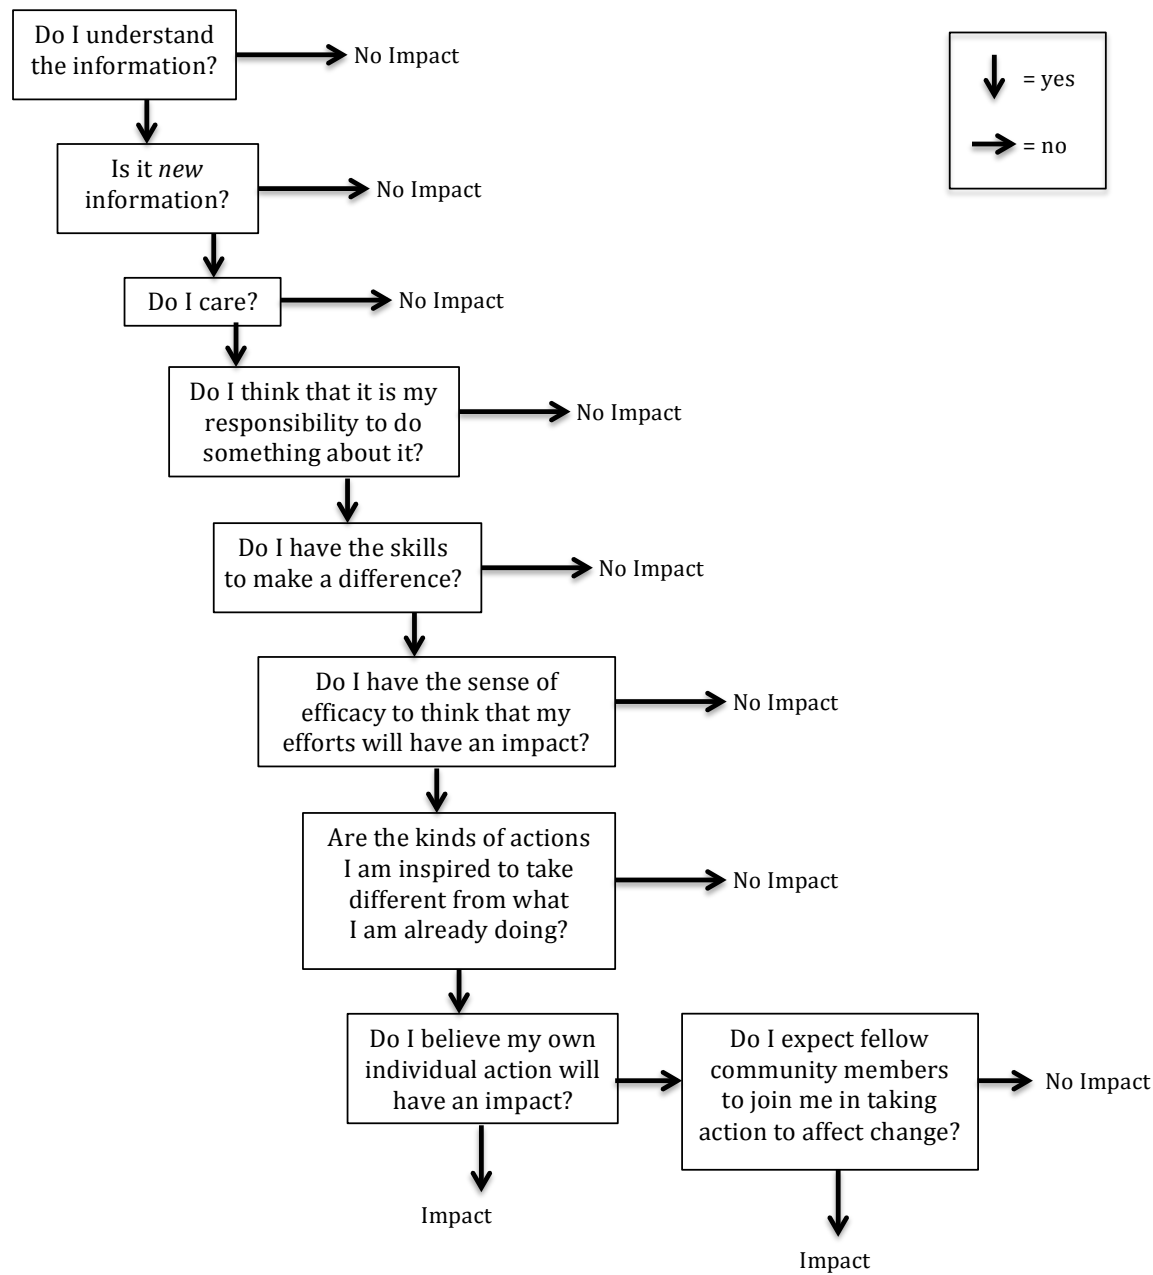 Do I understand
the information?
No Impact
= yes
= no
Is it new
information?
No Impact
Do I care?
No Impact
Do I think that it is my
responsibility to do
something about it?
No Impact
Do I have the skills
to make a difference?
No Impact
Do I have the sense of
efficacy to think that my
efforts will have an impact?
No Impact
Are the kinds of actions
I am inspired to take
different from what
I am already doing?
No Impact
Do I believe my own
individual action will
have an impact?
Do I expect fellow
community members
to join me in taking
action to affect change?
No Impact
Impact
Impact